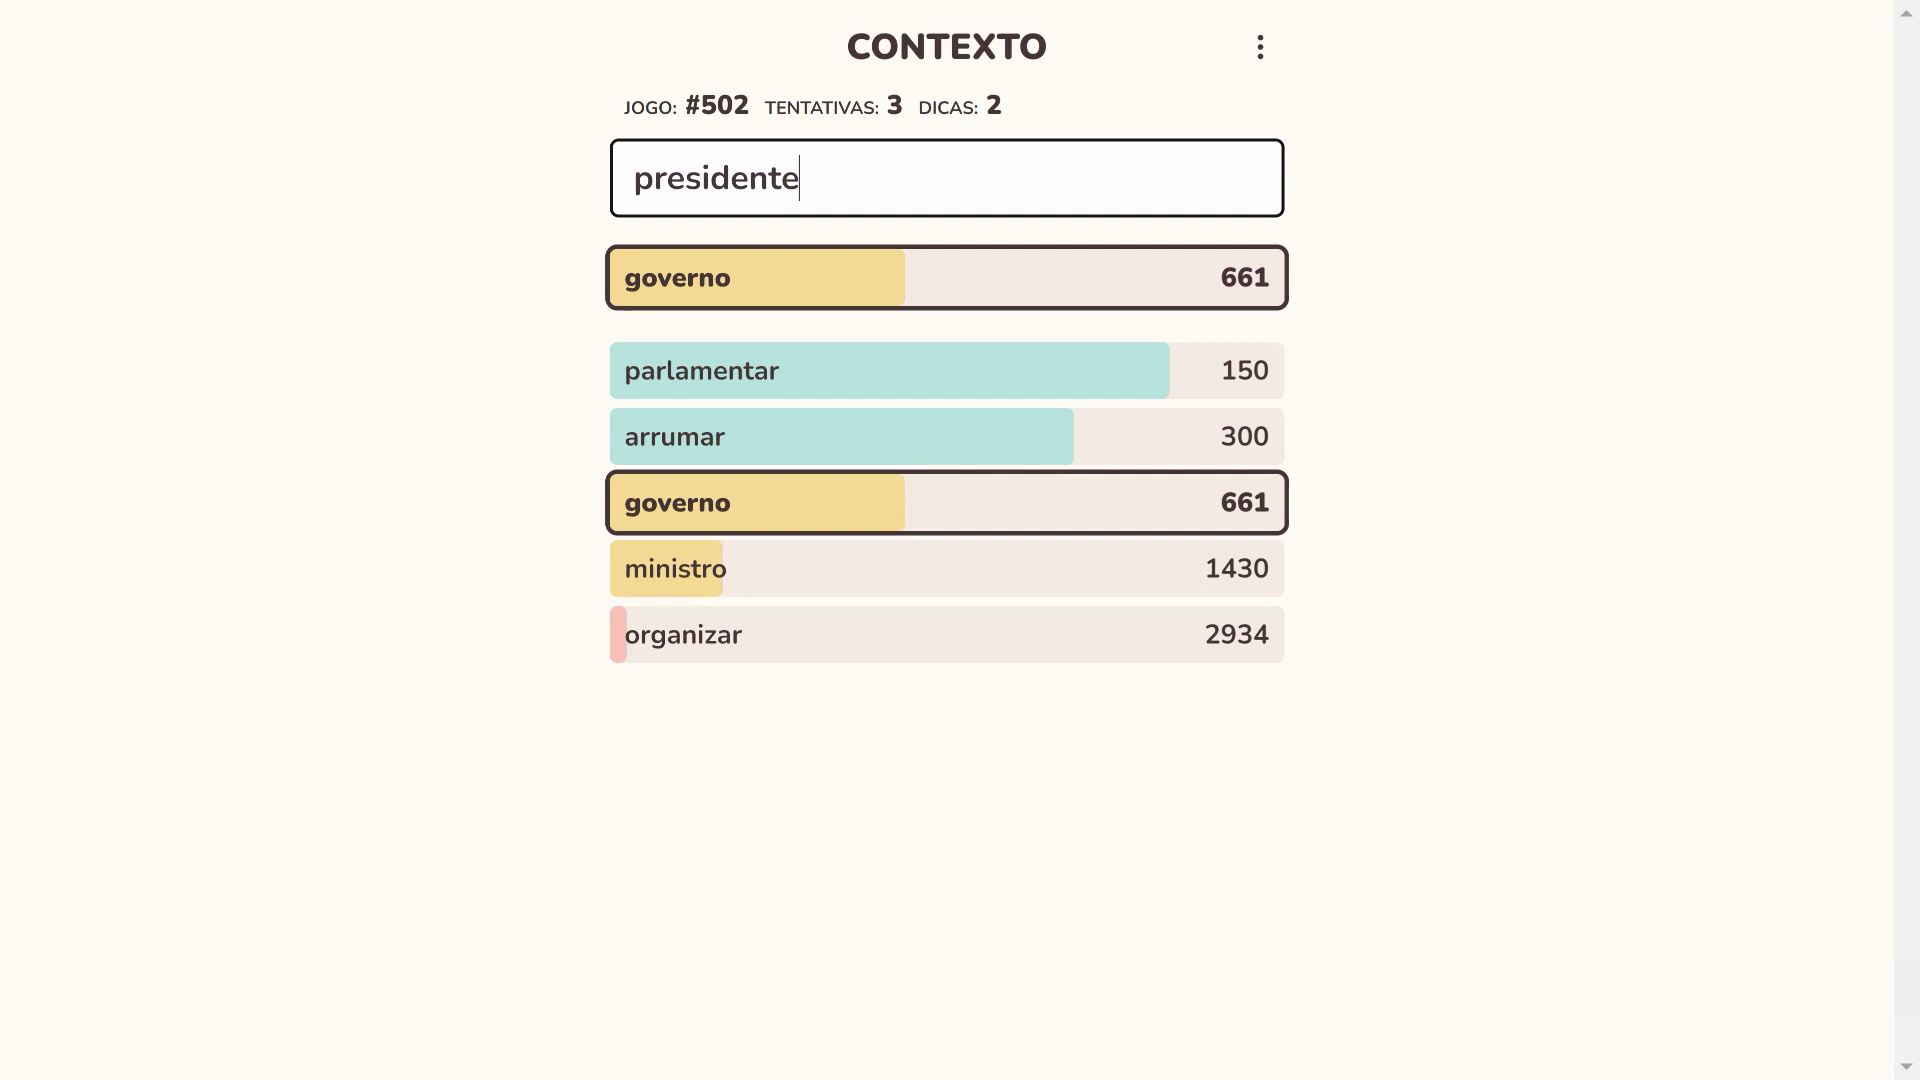 CONTEXTO
JOGO: #502 TENTATIVAS: 3 DICAS: 2
presidente
governo 661
parlamentar 150
arrumar 300
governo 661
ministro 1430
organizar 2934